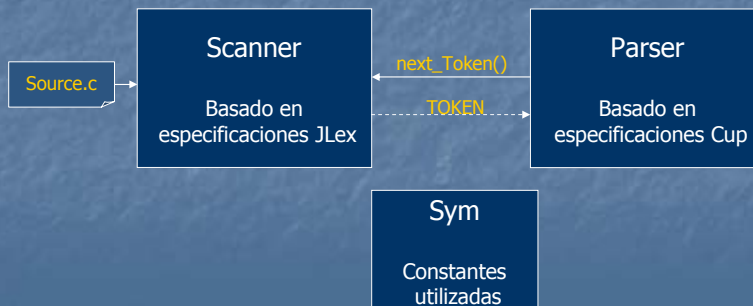 Source.c
Scanner
Basado en
especificaciones JLex
next_Token()
TOKEN
Parser
Basado en
especificaciones Cup
Sym
Constantes
utilizadas